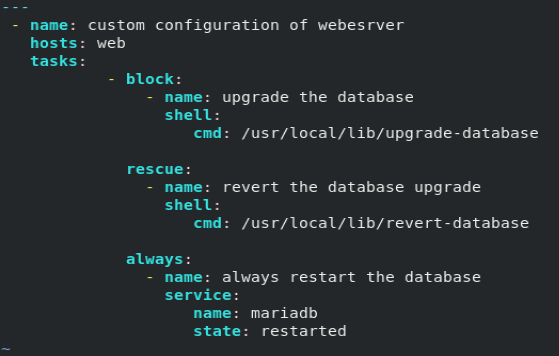 ---
 - name: custom configuration of webesrver
   hosts: web
   tasks:
           - block:
               - name: upgrade the database
                 shell:
                    cmd: /usr/local/lib/upgrade-database

             rescue:
               - name: revert the database upgrade
                 shell:
                    cmd: /usr/local/lib/revert-database

             always:
               - name: always restart the database
                 service:
                    name: mariadb
                    state: restarted
~